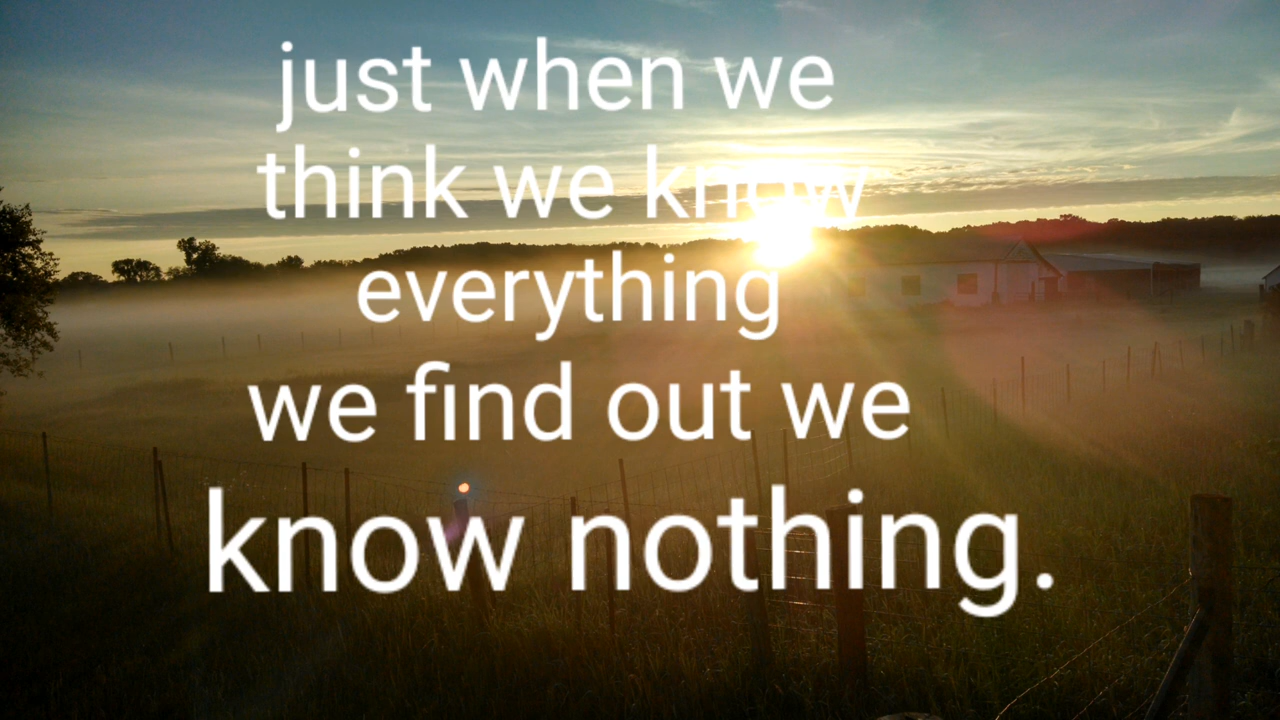 just when we
think we know
everything
we find out we
know nothing.